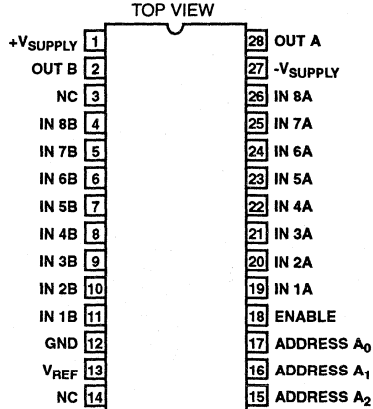 TOP VIEW
+VSUPPLY 1 28 OUT A
OUT B 2 27 -VSUPPLY
NC 3 26 IN 8A
IN 8B 4 25 IN 7A
IN 7B 5 24 IN 6A
IN 6B 6 23 IN 5A
IN 5B 7 22 IN 4A
IN 4B 8 21 IN 3A
IN 3B 9 20 IN 2A
IN 2B 10 19 IN 1A
IN 1B 11 18 ENABLE
GND 12 17 ADDRESS A0
VREF 13 16 ADDRESS A1
NC 14 15 ADDRESS A2